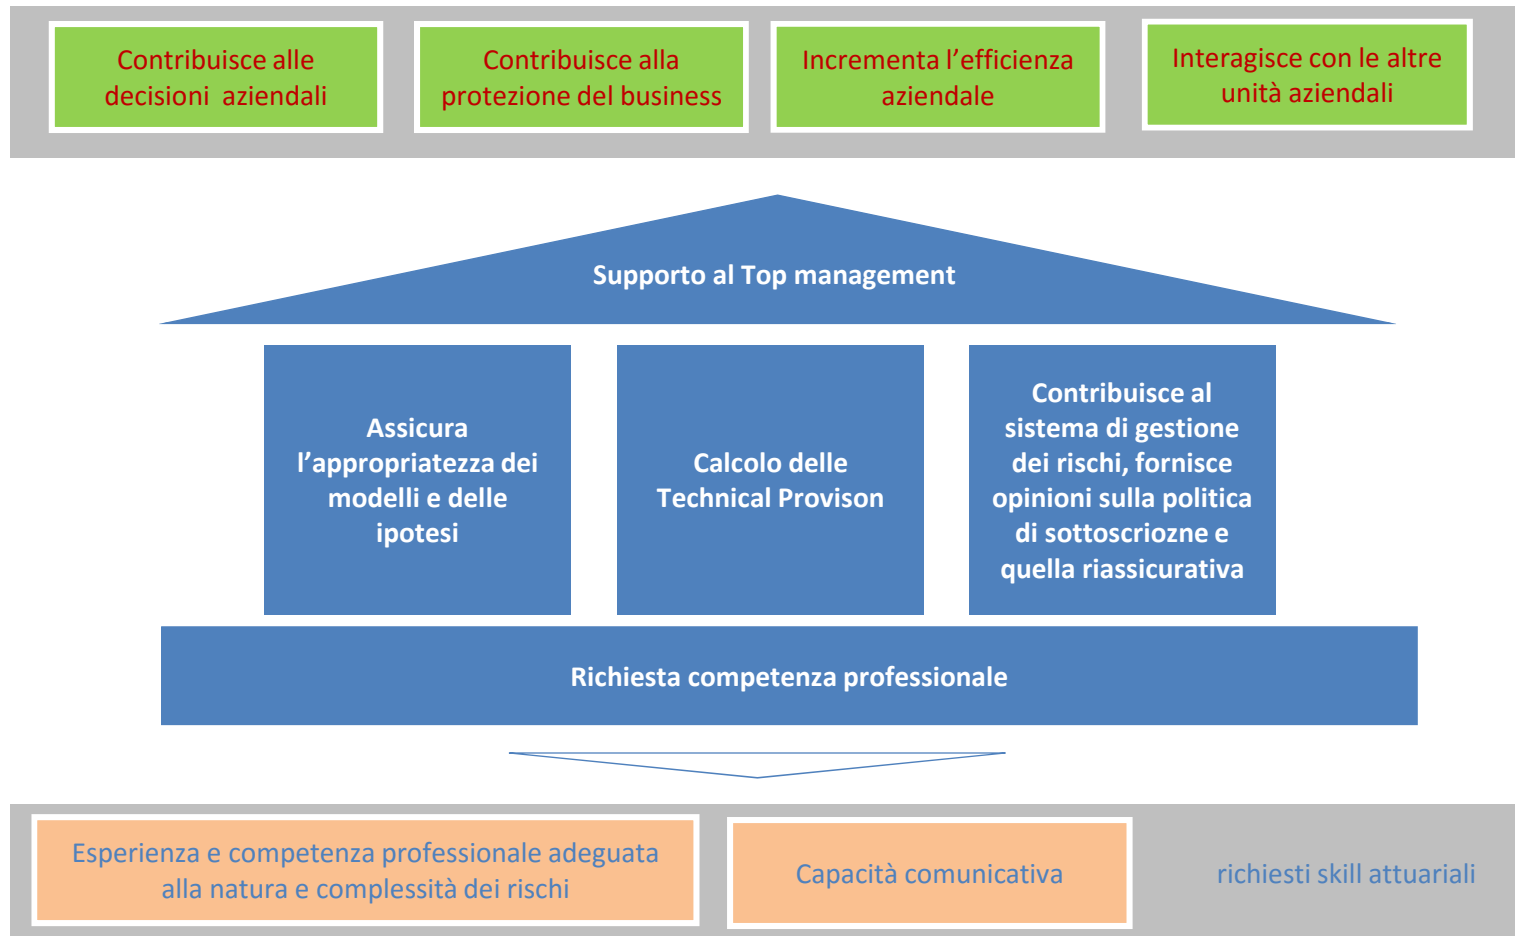 Contribuisce alle
decisioni aziendali
Contribuisce alla
protezione del business
Incrementa l’efficienza
aziendale
Interagisce con le altre
unità aziendali
Supporto al Top management
Assicura
l’appropriatezza dei
modelli e delle
ipotesi
Calcolo delle
Technical Provison
Contribuisce al
sistema di gestione
dei rischi, fornisce
opinioni sulla politica
di sottoscriozne e
quella riassicurativa
Richiesta competenza professionale
Esperienza e competenza professionale adeguata
alla natura e complessità dei rischi
Capacità comunicativa
richiesti skill attuariali